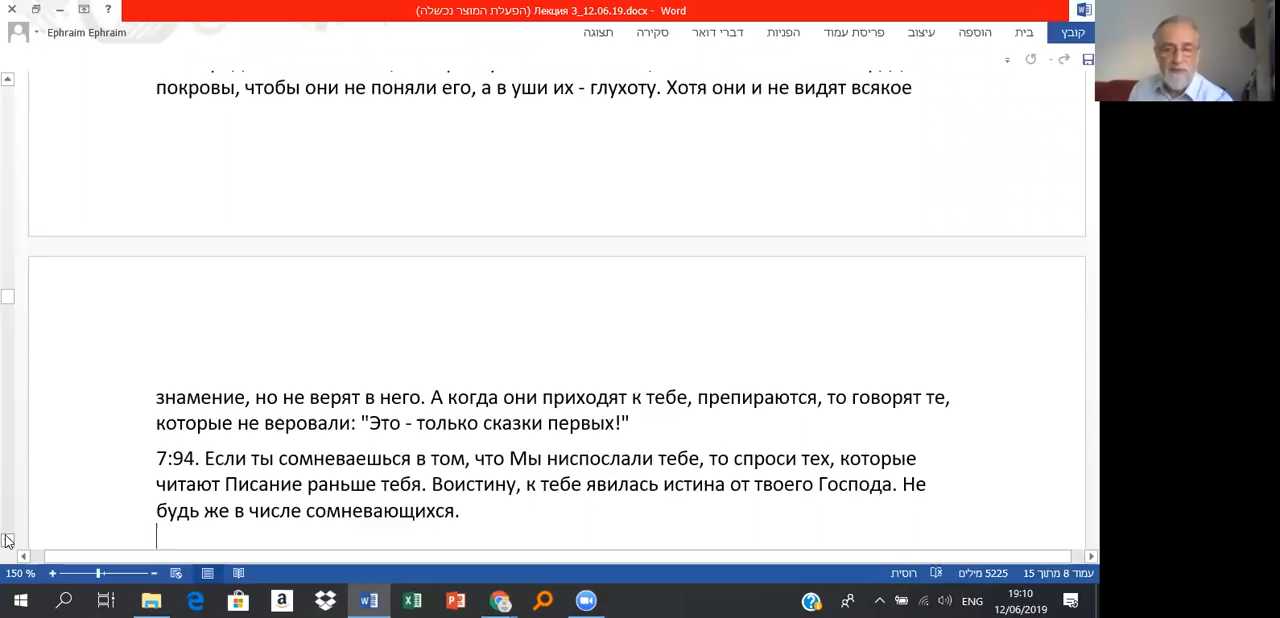 Лекция 3_12.06.19.docx (הפעלת המוצר נכשלה) - Word
Ephraim Ephraim
קובץ
בית
הוספה
עיצוב
פריסת עמוד
הפניות
דברי דואר
סקירה
תצוגה
покровы, чтобы они не поняли его, а в уши их - глухоту. Хотя они и не видят всякое
знамение, но не верят в него. А когда они приходят к тебе, препираются, то говорят те,
которые не веровали: "Это - только сказки первых!"
7:94. Если ты сомневаешься в том, что Мы ниспослали тебе, то спроси тех, которые
читают Писание раньше тебя. Воистину, к тебе явилась истина от твоего Господа. Не
будь же в числе сомневающихся.
150 %
רוסית
5225 מילים
עמוד 8 מתוך 15
ENG
19:10
12/06/2019